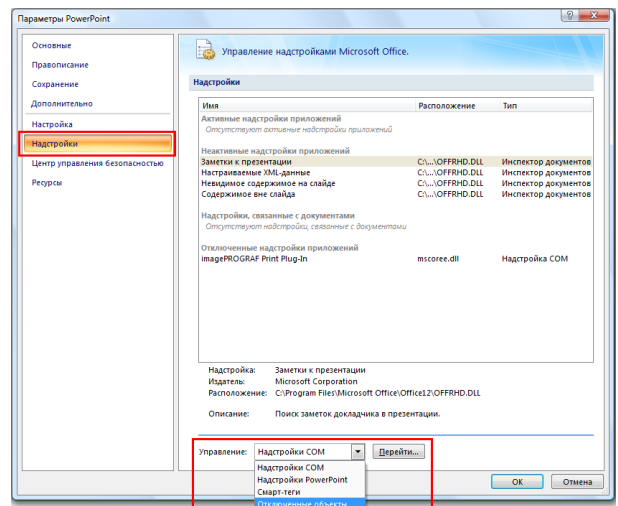 Параметры PowerPoint
Основные
Правописание
Сохранение
Дополнительно
Настройка
Надстройки
Центр управления безопасностью
Ресурсы
Управление надстройками Microsoft Office.
Надстройки
Имя Расположение Тип
Активные надстройки приложений
Отсутствуют активные надстройки приложений
Неактивные надстройки приложений
Заметки к презентации C:\...\OFFRHD.DLL Инспектор документов
Настраиваемые XML-данные C:\...\OFFRHD.DLL Инспектор документов
Невидимое содержимое на слайде C:\...\OFFRHD.DLL Инспектор документов
Содержимое вне слайда C:\...\OFFRHD.DLL Инспектор документов
Надстройки, связанные с документами
Отсутствуют надстройки, связанные с документами
Отключенные надстройки приложений
imagePROGRAF Print Plug-In mscoree.dll Надстройка COM
Надстройка: Заметки к презентации
Издатель: Microsoft Corporation
Расположение: C:\Program Files\Microsoft Office\Office12\OFFRHD.DLL
Описание: Поиск заметок докладчика в презентации.
Управление: Надстройки COM Перейти...
Надстройки COM
Надстройки PowerPoint
Смарт-теги
Отключенные объекты
ОК Отмена